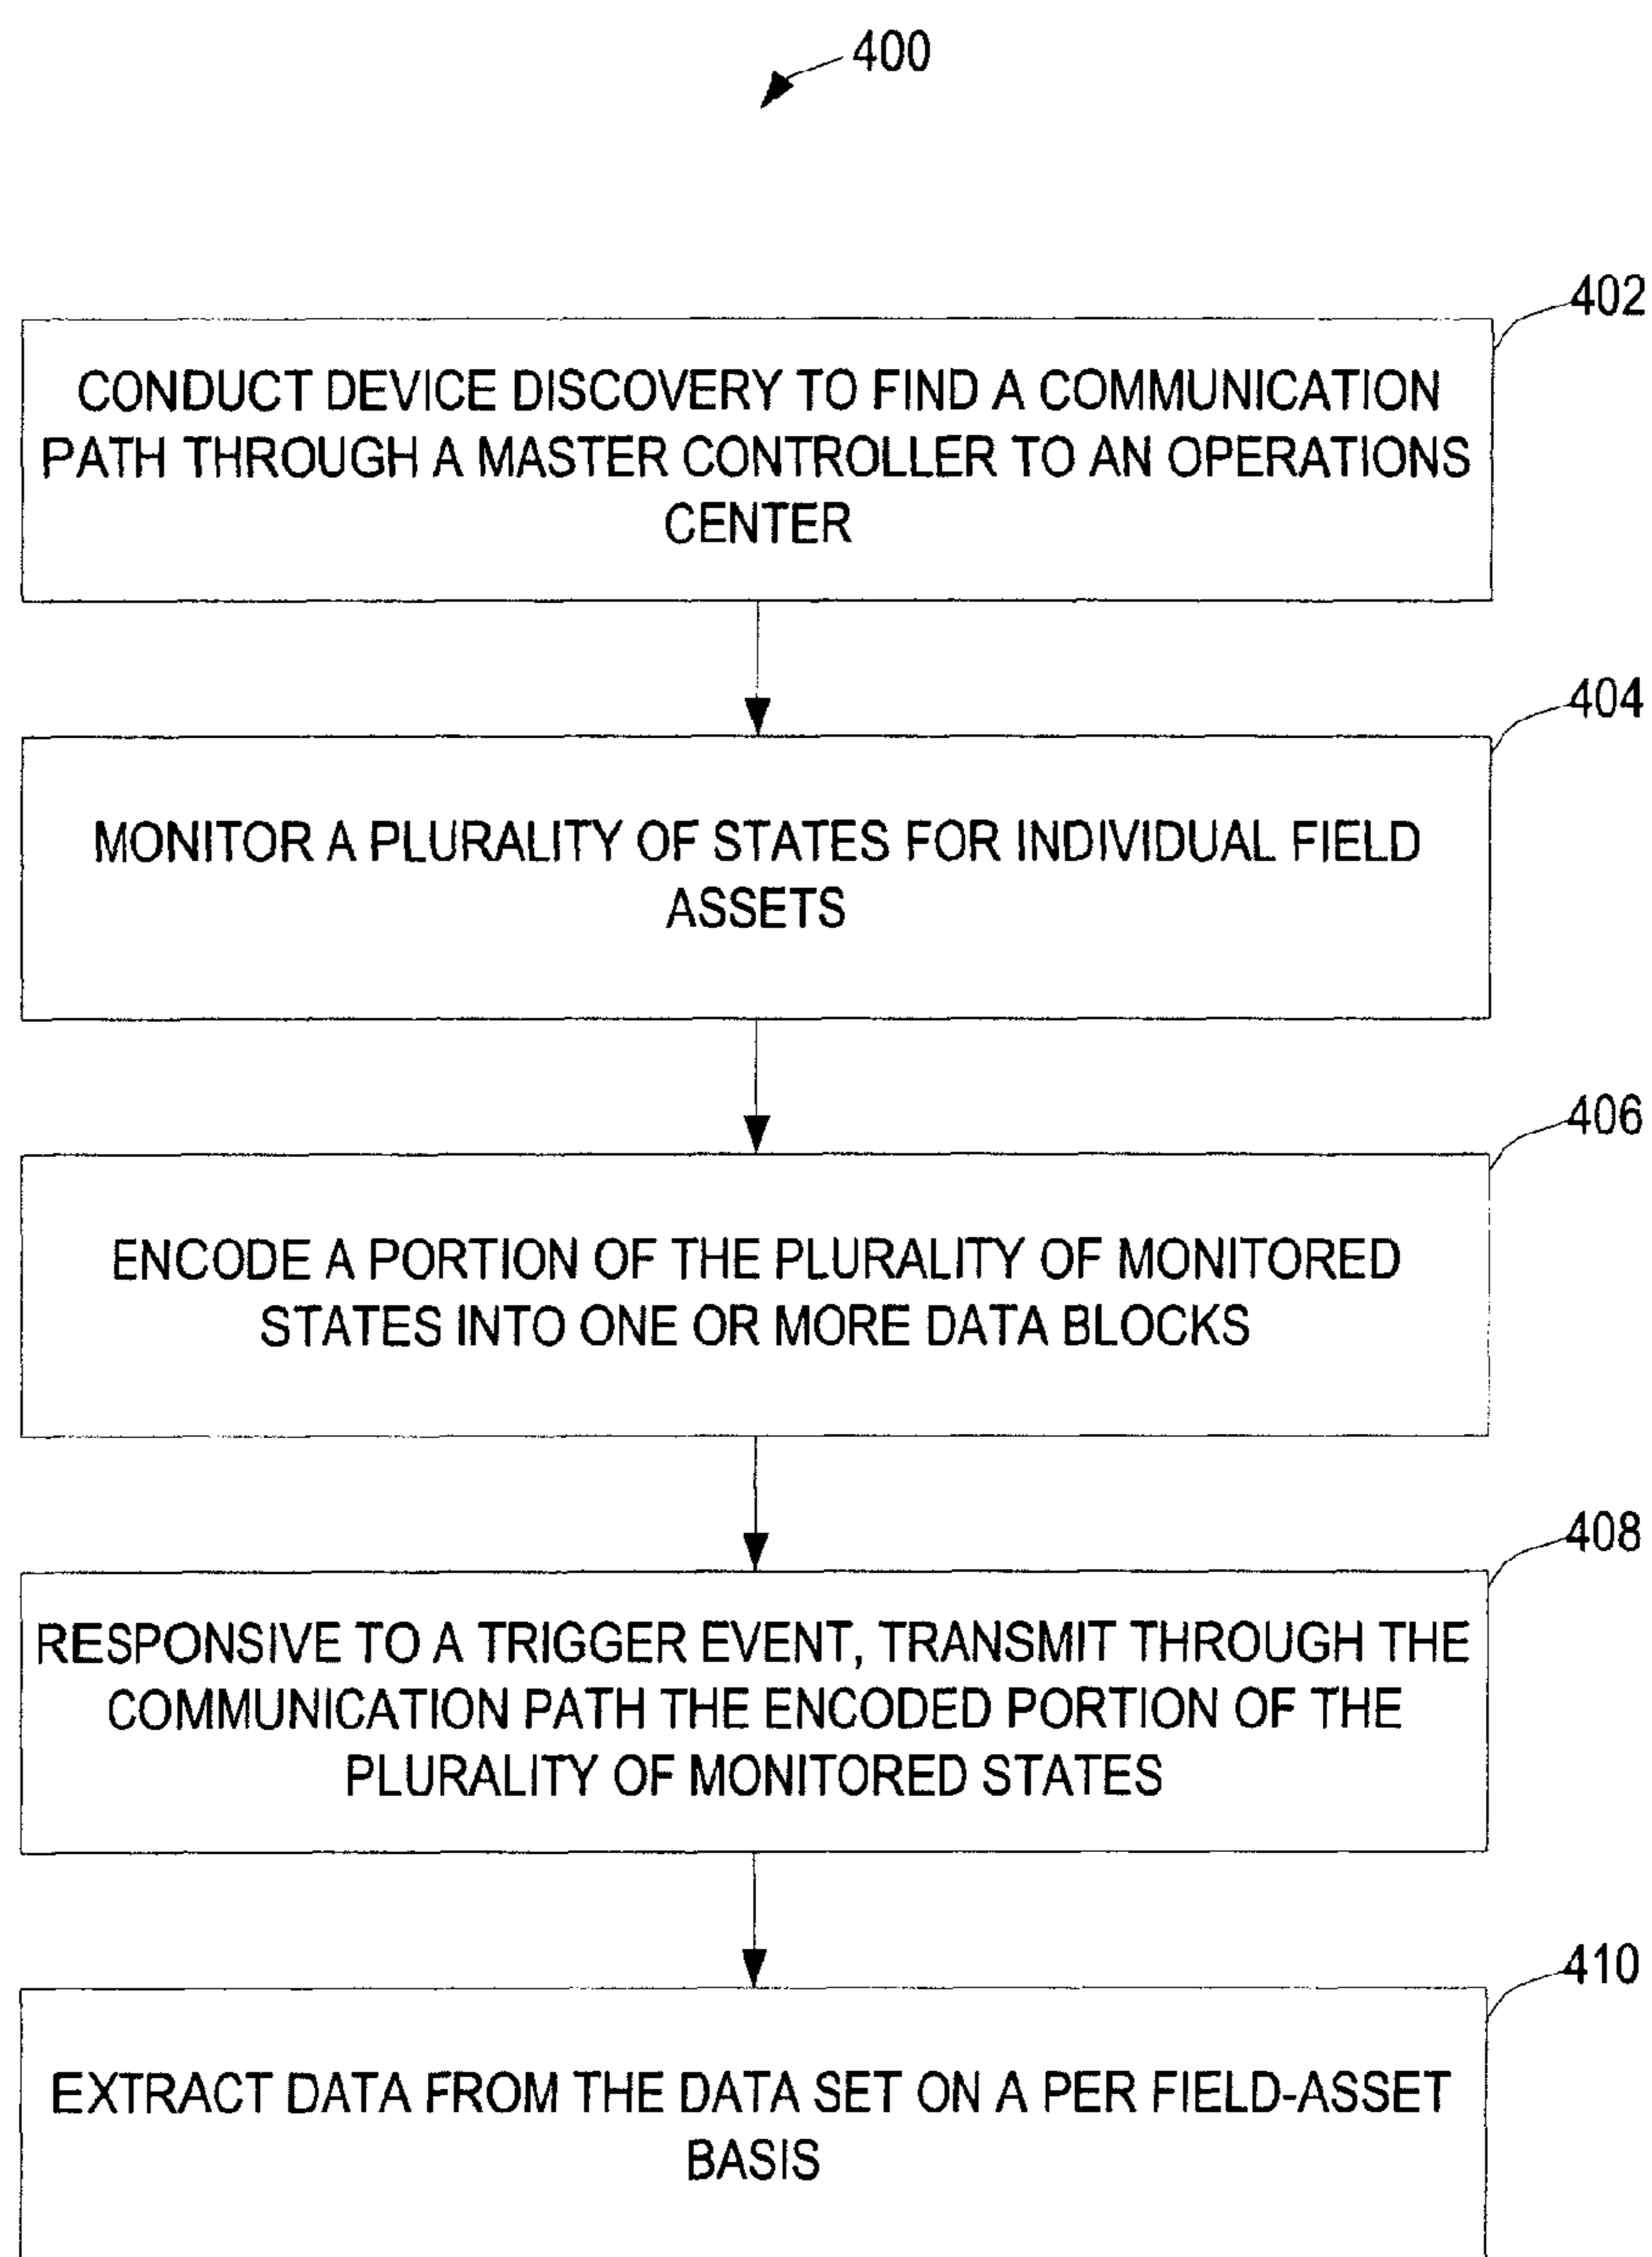 400
402
CONDUCT DEVICE DISCOVERY TO FIND A COMMUNICATION
PATH THROUGH A MASTER CONTROLLER TO AN OPERATIONS
CENTER
404
MONITOR A PLURALITY OF STATES FOR INDIVIDUAL FIELD
ASSETS
406
ENCODE A PORTION OF THE PLURALITY OF MONITORED
STATES INTO ONE OR MORE DATA BLOCKS
408
RESPONSIVE TO A TRIGGER EVENT, TRANSMIT THROUGH THE
COMMUNICATION PATH THE ENCODED PORTION OF THE
PLURALITY OF MONITORED STATES
410
EXTRACT DATA FROM THE DATA SET ON A PER FIELD-ASSET
BASIS